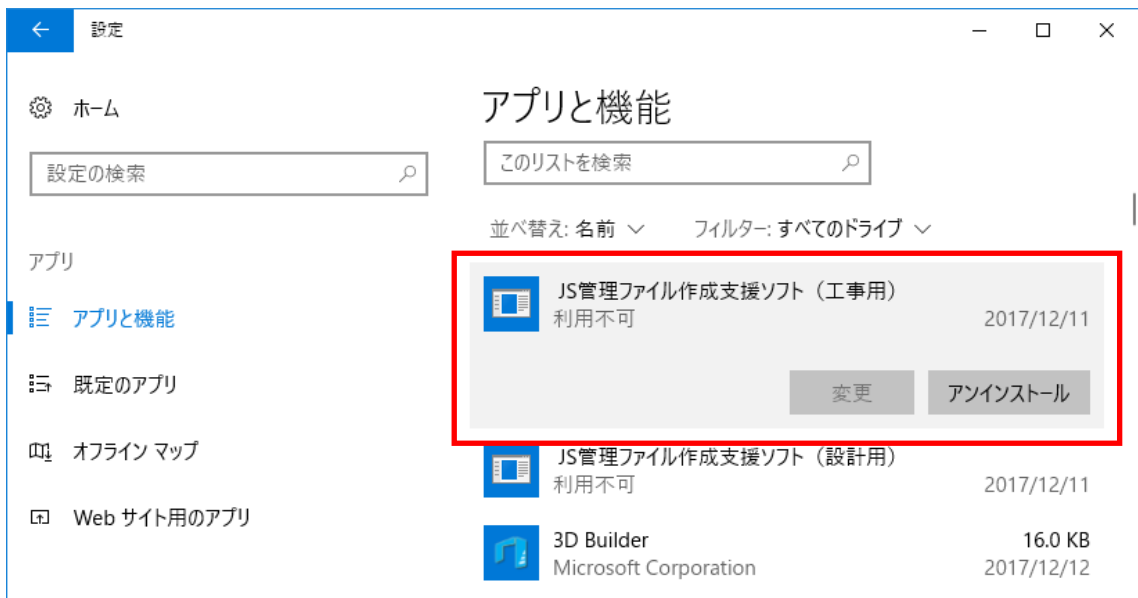 設定
ホーム
設定の検索
アプリ
アプリと機能
既定のアプリ
オフライン マップ
Web サイト用のアプリ
アプリと機能
このリストを検索
並べ替え: 名前 フィルター: すべてのドライブ
JS管理ファイル作成支援ソフト（工事用）
利用不可 2017/12/11
変更 アンインストール
JS管理ファイル作成支援ソフト（設計用）
利用不可 2017/12/11
3D Builder 16.0 KB
Microsoft Corporation 2017/12/12